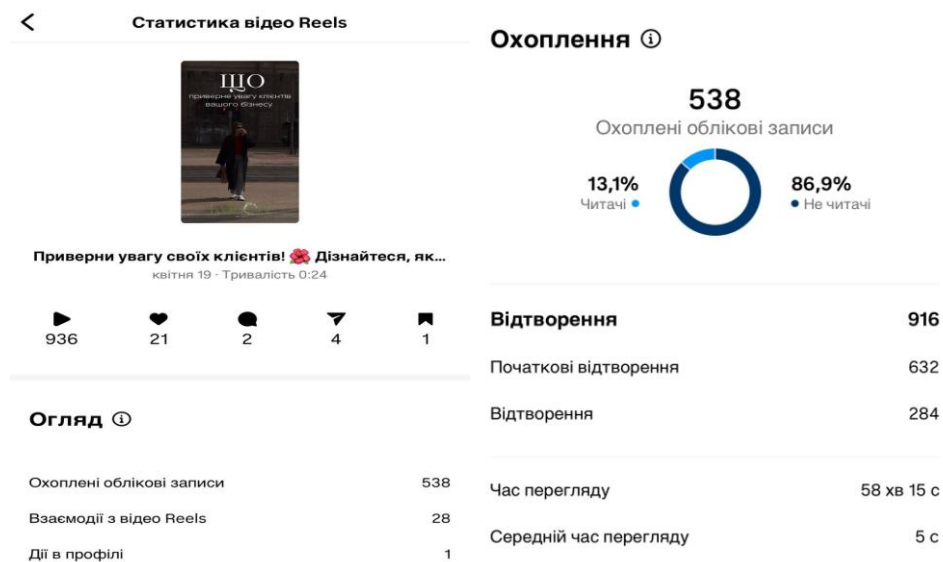 Статистика відео Reels
ЩО
привернe увагу клієнтів
вашого бізнесу
Приверни увагу своїх клієнтів! 🌺 Дізнайтеся, як...
квітня 19 · Тривалість 0:24
936 21 2 4 1
Огляд
Охоплені облікові записи 538
Взаємодії з відео Reels 28
Дії в профілі 1
Охоплення
538
Охоплені облікові записи
13,1% 86,9%
Читачі Не читачі
Відтворення 916
Початкові відтворення 632
Відтворення 284
Час перегляду 58 хв 15 с
Середній час перегляду 5 с